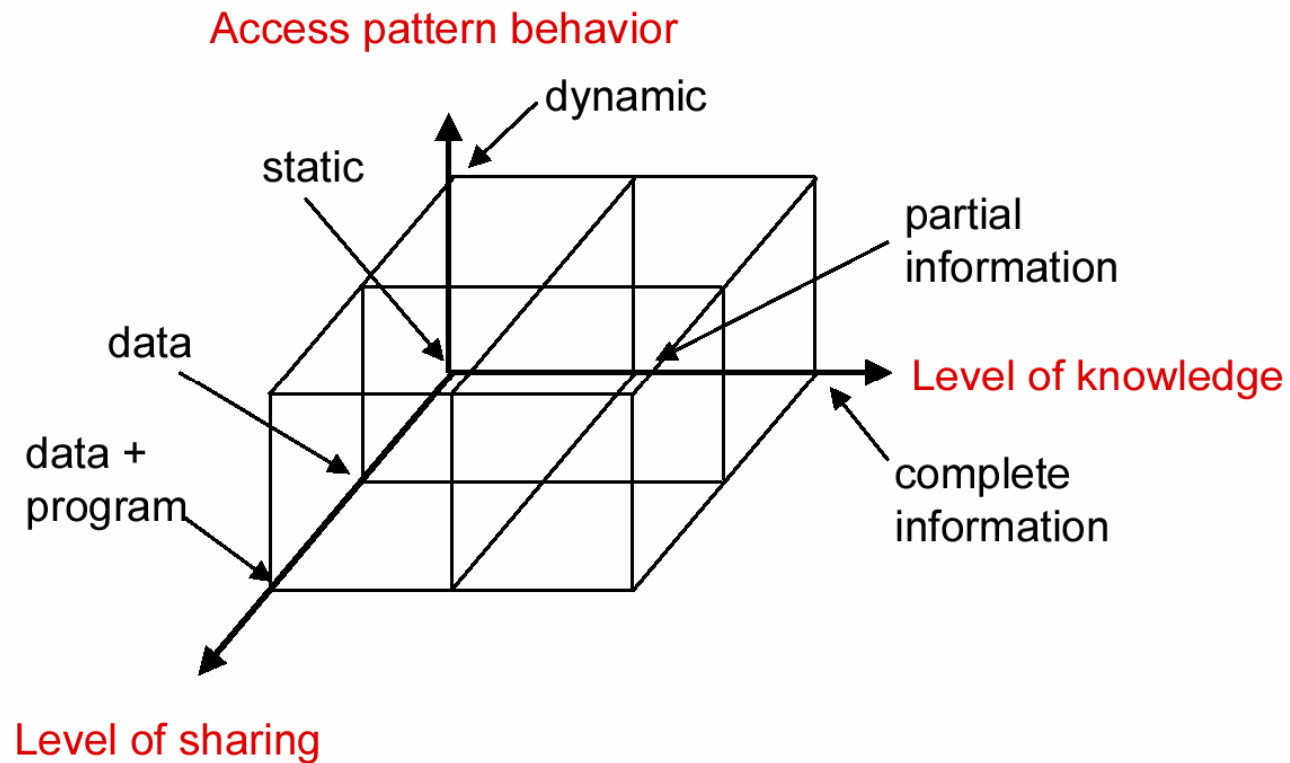 Access pattern behavior
dynamic
static
partial
information
data
Level of knowledge
data +
program
complete
information
Level of sharing